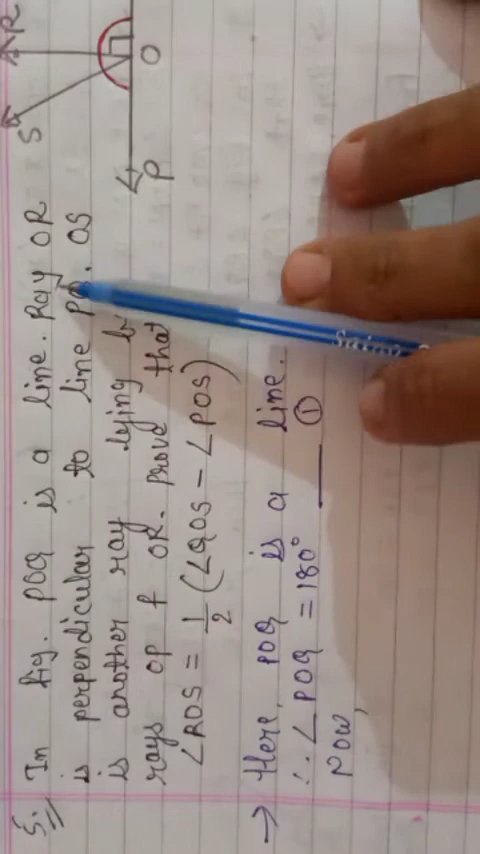 5. In fig. POQ is a line. Ray OR
is perpendicular to line PQ. OS
is another ray lying
rays OP & OR. Prove that
∠ROS = 1/2 (∠QOS - ∠POS)
→ Here, POQ is a line.
∴ ∠POQ = 180° —— ①
Now,
R
S
O
P